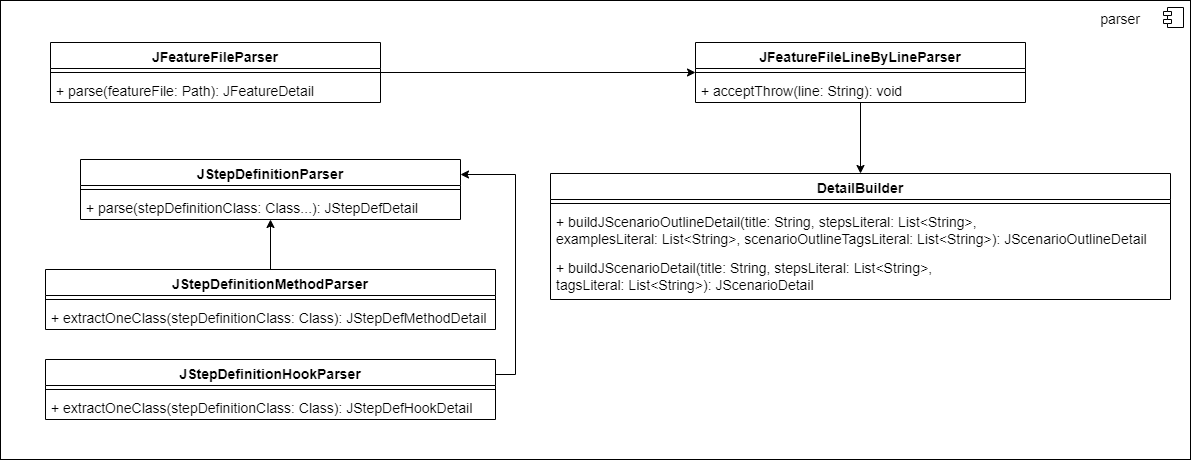 parser
JFeatureFileParser
+ parse(featureFile: Path): JFeatureDetail
JFeatureFileLineByLineParser
+ acceptThrow(line: String): void
JStepDefinitionParser
+ parse(stepDefinitionClass: Class...): JStepDefDetail
DetailBuilder
+ buildJScenarioOutlineDetail(title: String, stepsLiteral: List<String>,
examplesLiteral: List<String>, scenarioOutlineTagsLiteral: List<String>): JScenarioOutlineDetail
+ buildJScenarioDetail(title: String, stepsLiteral: List<String>,
tagsLiteral: List<String>): JScenarioDetail
JStepDefinitionMethodParser
+ extractOneClass(stepDefinitionClass: Class): JStepDefMethodDetail
JStepDefinitionHookParser
+ extractOneClass(stepDefinitionClass: Class): JStepDefHookDetail